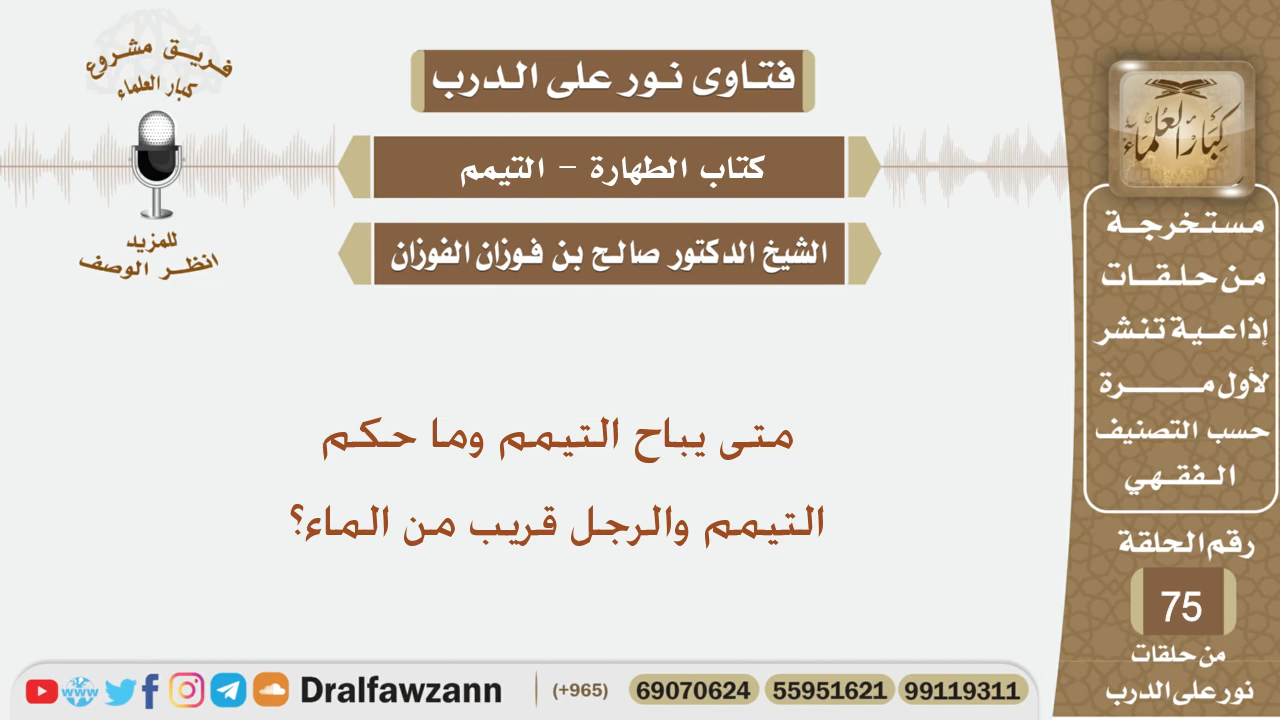 فريق مشروع
كبار العلماء
للمزيد
انظر الوصف
فتاوى نور على الدرب
كتاب الطهارة - التيمم
الشيخ الدكتور صالح بن فوزان الفوزان
متى يباح التيمم وما حكم
التيمم والرجل قريب من الماء؟
كبار العلماء
مستخرجة
من حلقات
إذاعية تنشر
لأول مرة
حسب التصنيف
الفقهي
رقم الحلقة
75
من حلقات
نور على الدرب
www
Dralfawzann (+965) 69070624 55951621 99119311